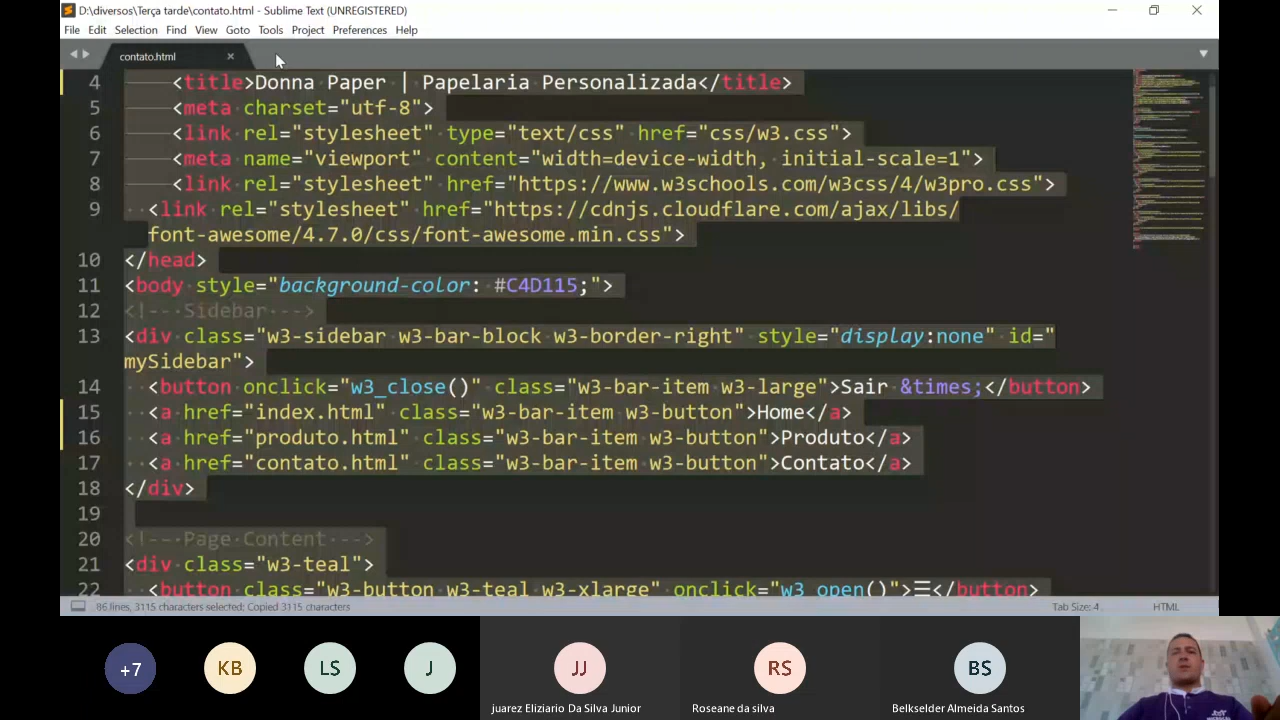 D:\diversos\Terça tarde\contato.html - Sublime Text (UNREGISTERED)
File Edit Selection Find View Goto Tools Project Preferences Help
contato.html
4 <title>Donna Paper | Papelaria Personalizada</title>
5 <meta charset="utf-8">
6 <link rel="stylesheet" type="text/css" href="css/w3.css">
7 <meta name="viewport" content="width=device-width, initial-scale=1">
8 <link rel="stylesheet" href="https://www.w3schools.com/w3css/4/w3pro.css">
9 <link rel="stylesheet" href="https://cdnjs.cloudflare.com/ajax/libs/
font-awesome/4.7.0/css/font-awesome.min.css">
10 </head>
11 <body style="background-color: #C4D115;">
12 <!-- Sidebar -->
13 <div class="w3-sidebar w3-bar-block w3-border-right" style="display:none" id="
mySidebar">
14 <button onclick="w3_close()" class="w3-bar-item w3-large">Sair &times;</button>
15 <a href="index.html" class="w3-bar-item w3-button">Home</a>
16 <a href="produto.html" class="w3-bar-item w3-button">Produto</a>
17 <a href="contato.html" class="w3-bar-item w3-button">Contato</a>
18 </div>
19
20 <!-- Page Content -->
21 <div class="w3-teal">
22 <button class="w3-button w3-teal w3-xlarge" onclick="w3_open()">☰</button>
86 lines, 3115 characters selected: Copied 3115 characters
Tab Size: 4
HTML
+7
KB
LS
J
JJ
RS
BS
juarez Eliziario Da Silva Junior
Roseane da silva
Belkselder Almeida Santos